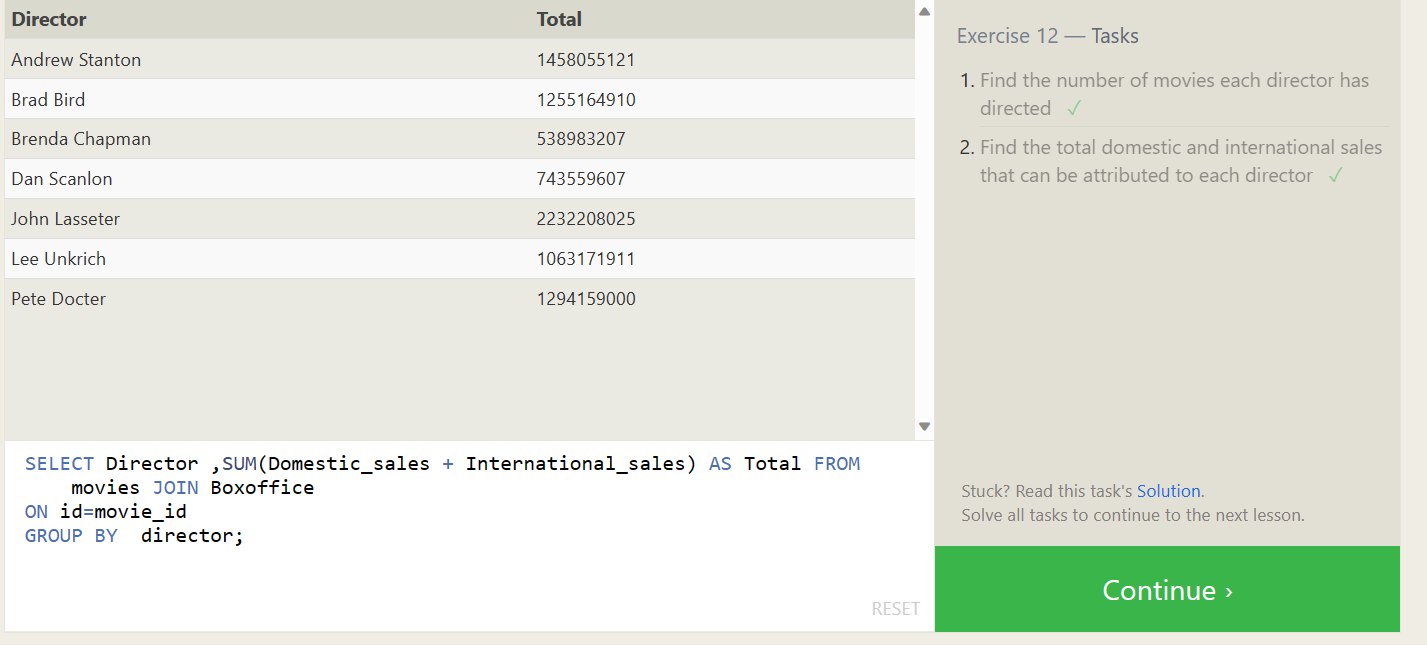 Director Total
Andrew Stanton 1458055121
Brad Bird 1255164910
Brenda Chapman 538983207
Dan Scanlon 743559607
John Lasseter 2232208025
Lee Unkrich 1063171911
Pete Docter 1294159000
SELECT Director ,SUM(Domestic_sales + International_sales) AS Total FROM
movies JOIN Boxoffice
ON id=movie_id
GROUP BY  director;
RESET
Exercise 12 — Tasks
1. Find the number of movies each director has
directed ✓
2. Find the total domestic and international sales
that can be attributed to each director ✓
Stuck? Read this task's Solution.
Solve all tasks to continue to the next lesson.
Continue ›